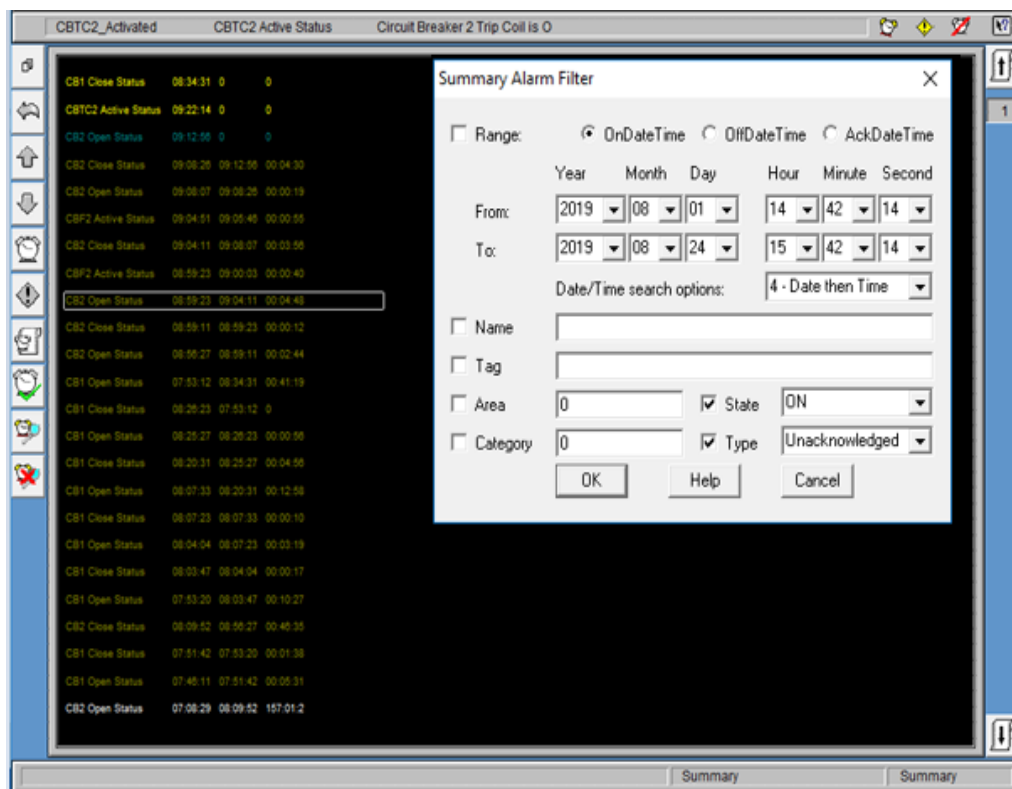 CBTC2_Activated CBTC2 Active Status Circuit Breaker 2 Trip Coil is O
CB1 Close Status 08:34:31 0 0
CBTC2 Active Status 09:22:14 0 0
CB2 Open Status 09:12:56 0 0
CB2 Close Status 09:08:26 09:12:56 00:04:30
CB2 Open Status 09:08:07 09:08:26 00:00:19
CBF2 Active Status 09:04:51 09:05:46 00:00:55
CB2 Close Status 09:04:11 09:08:07 00:03:56
CBF2 Active Status 08:59:23 09:00:03 00:00:40
CB2 Open Status 08:59:23 09:04:11 00:04:48
CB2 Close Status 08:59:11 08:59:23 00:00:12
CB2 Open Status 08:56:27 08:59:11 00:02:44
CB1 Open Status 07:53:12 08:34:31 00:41:19
CB1 Close Status 08:26:23 07:53:12 0
CB1 Open Status 08:25:27 08:26:23 00:00:56
CB1 Close Status 08:20:31 08:25:27 00:04:56
CB1 Open Status 08:07:33 08:20:31 00:12:58
CB1 Close Status 08:07:23 08:07:33 00:00:10
CB1 Open Status 08:04:04 08:07:23 00:03:19
CB1 Close Status 08:03:47 08:04:04 00:00:17
CB1 Open Status 07:53:20 08:03:47 00:10:27
CB2 Close Status 08:09:52 08:56:27 00:46:35
CB1 Close Status 07:51:42 07:53:20 00:01:38
CB1 Open Status 07:46:11 07:51:42 00:05:31
CB2 Open Status 07:08:29 08:09:52 157:01:2
Summary Alarm Filter
Range: OnDateTime OffDateTime AckDateTime
Year Month Day Hour Minute Second
From: 2019 08 01 14 42 14
To: 2019 08 24 15 42 14
Date/Time search options: 4 - Date then Time
Name
Tag
Area 0 State ON
Category 0 Type Unacknowledged
OK Help Cancel
1
Summary Summary